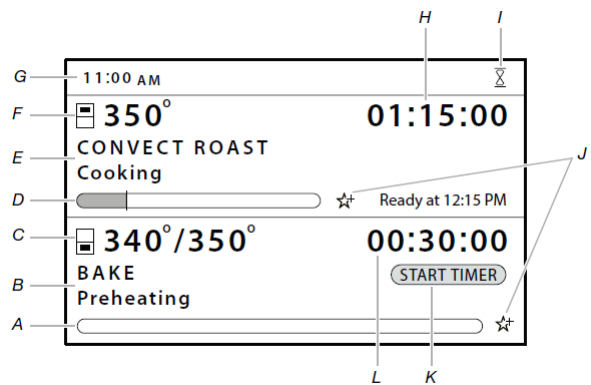 H I
G 11:00 AM
F 350° 01:15:00
E CONVECT ROAST J
Cooking
D Ready at 12:15 PM
C 340°/350° 00:30:00
B BAKE START TIMER
Preheating
A
L K